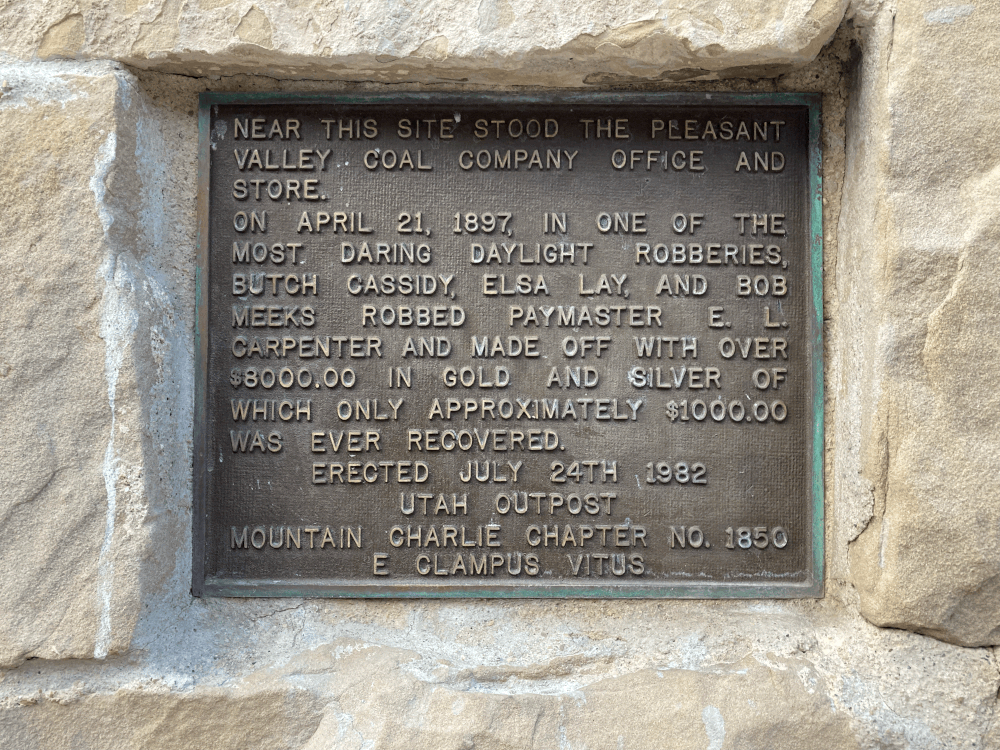 NEAR THIS SITE STOOD THE PLEASANT
VALLEY COAL COMPANY OFFICE AND
STORE.
ON APRIL 21, 1897, IN ONE OF THE
MOST DARING DAYLIGHT ROBBERIES,
BUTCH CASSIDY, ELSA LAY, AND BOB
MEEKS ROBBED PAYMASTER E. L.
CARPENTER AND MADE OFF WITH OVER
$8000.00 IN GOLD AND SILVER OF
WHICH ONLY APPROXIMATELY $1000.00
WAS EVER RECOVERED.
ERECTED JULY 24TH 1982
UTAH OUTPOST
MOUNTAIN CHARLIE CHAPTER NO. 1850
E CLAMPUS VITUS